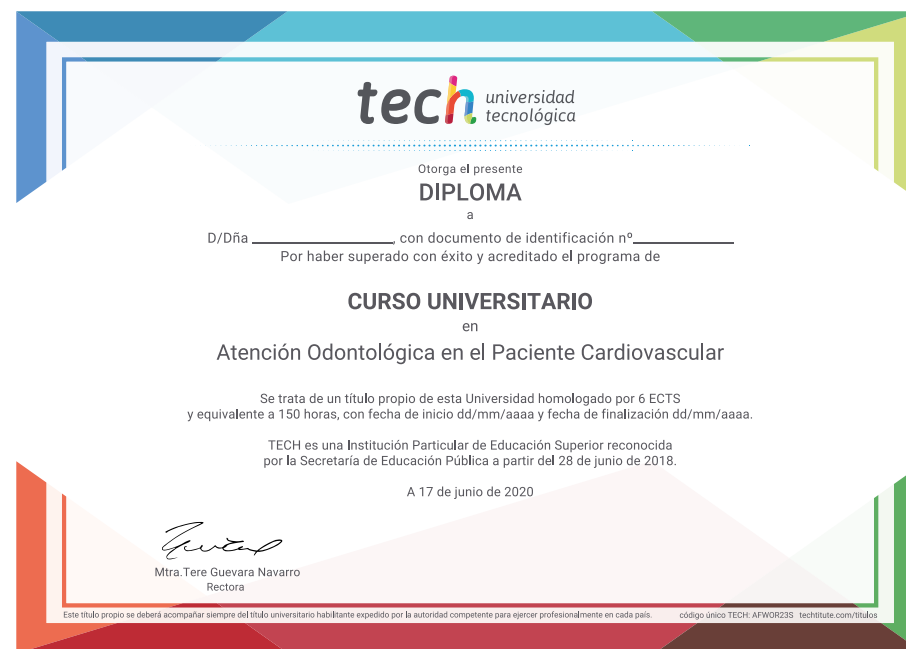 tech universidad
tecnológica
Otorga el presente
DIPLOMA
a
D/Dña ____________________, con documento de identificación nº______________
Por haber superado con éxito y acreditado el programa de
CURSO UNIVERSITARIO
en
Atención Odontológica en el Paciente Cardiovascular
Se trata de un título propio de esta Universidad homologado por 6 ECTS
y equivalente a 150 horas, con fecha de inicio dd/mm/aaaa y fecha de finalización dd/mm/aaaa.
TECH es una Institución Particular de Educación Superior reconocida
por la Secretaría de Educación Pública a partir del 28 de junio de 2018.
A 17 de junio de 2020
Mtra.Tere Guevara Navarro
Rectora
Este título propio se deberá acompañar siempre del título universitario habilitante expedido por la autoridad competente para ejercer profesionalmente en cada país. código único TECH: AFWOR23S techtitute.com/titulos